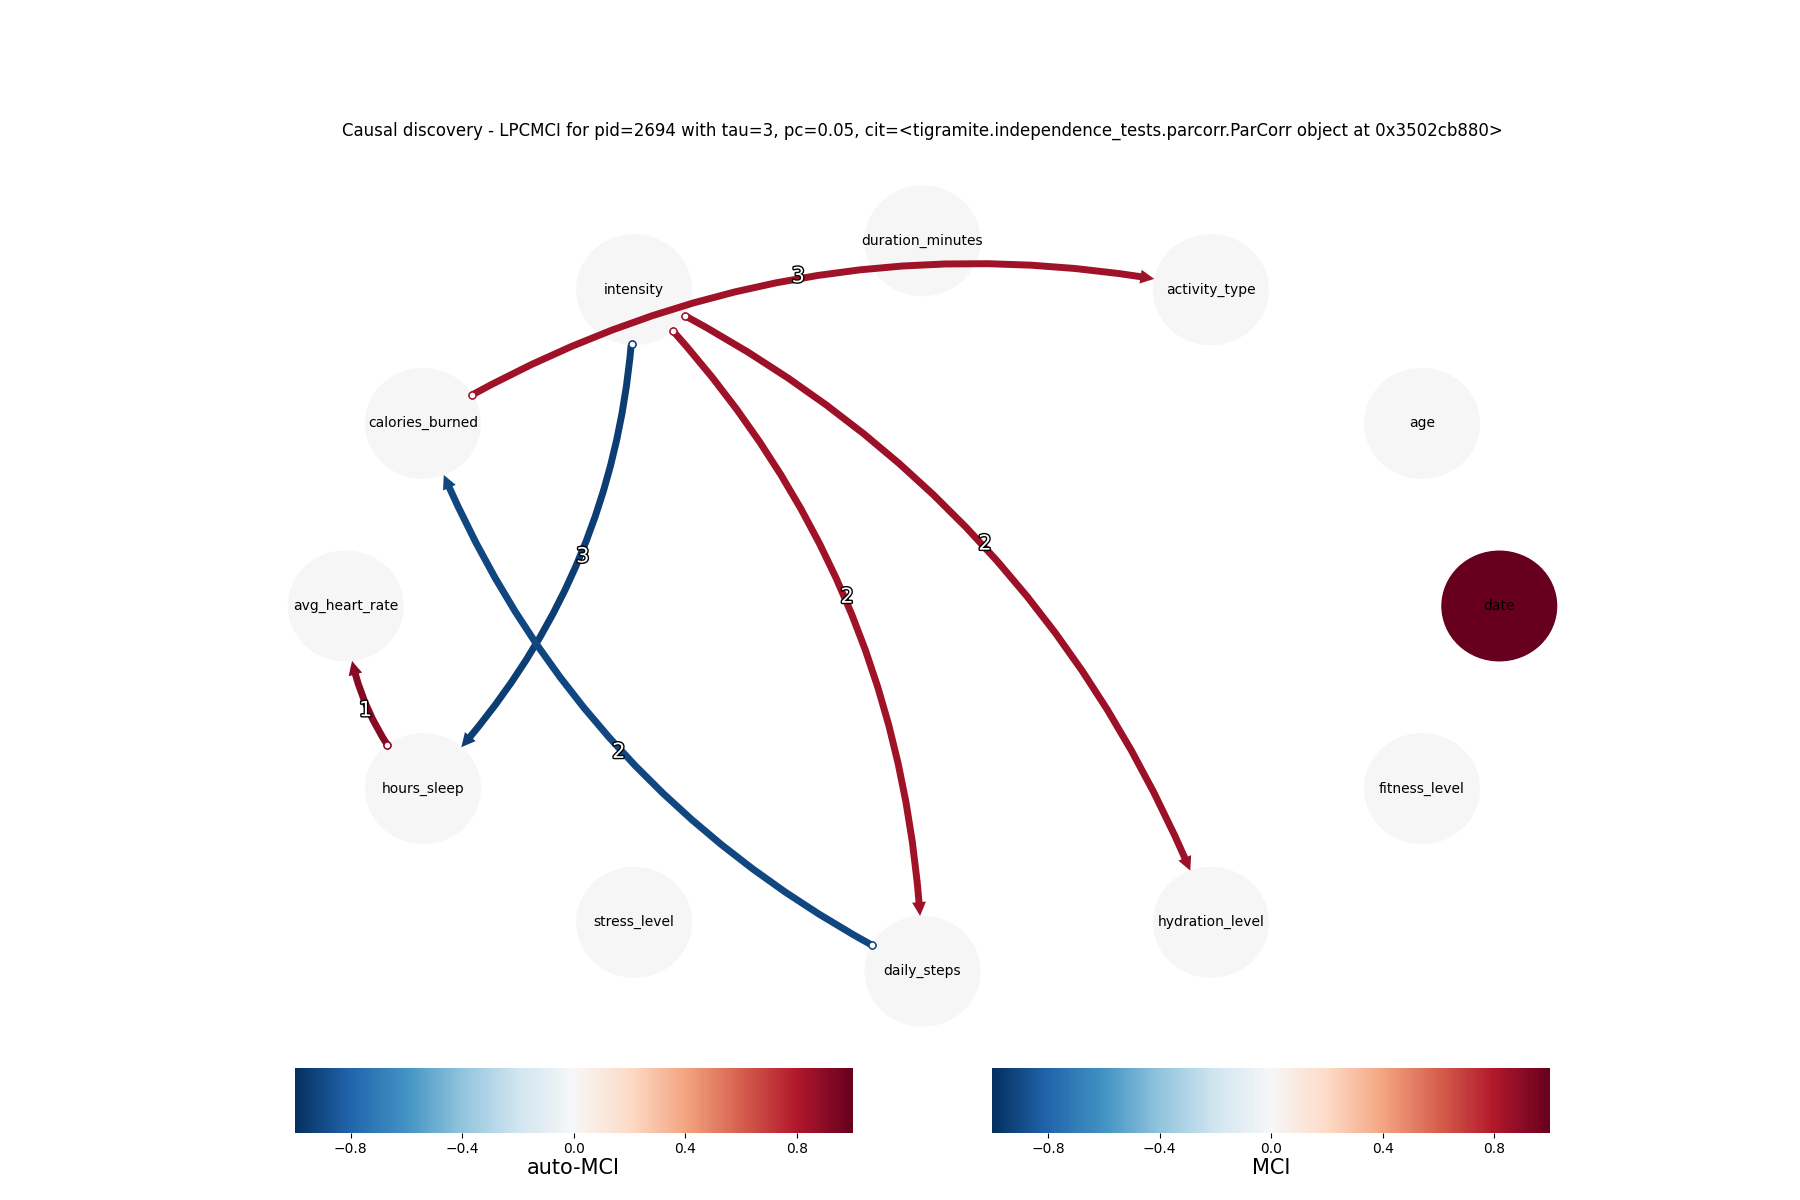 Causal discovery - LPCMCI for pid=2694 with tau=3, pc=0.05, cit=<tigramite.independence_tests.parcorr.ParCorr object at 0x3502cb880>
duration_minutes
3
intensity
activity_type
calories_burned
age
2
3
2
avg_heart_rate
date
1
2
hours_sleep
fitness_level
stress_level
hydration_level
daily_steps
−0.8 −0.4 0.0 0.4 0.8
auto-MCI
−0.8 −0.4 0.0 0.4 0.8
MCI